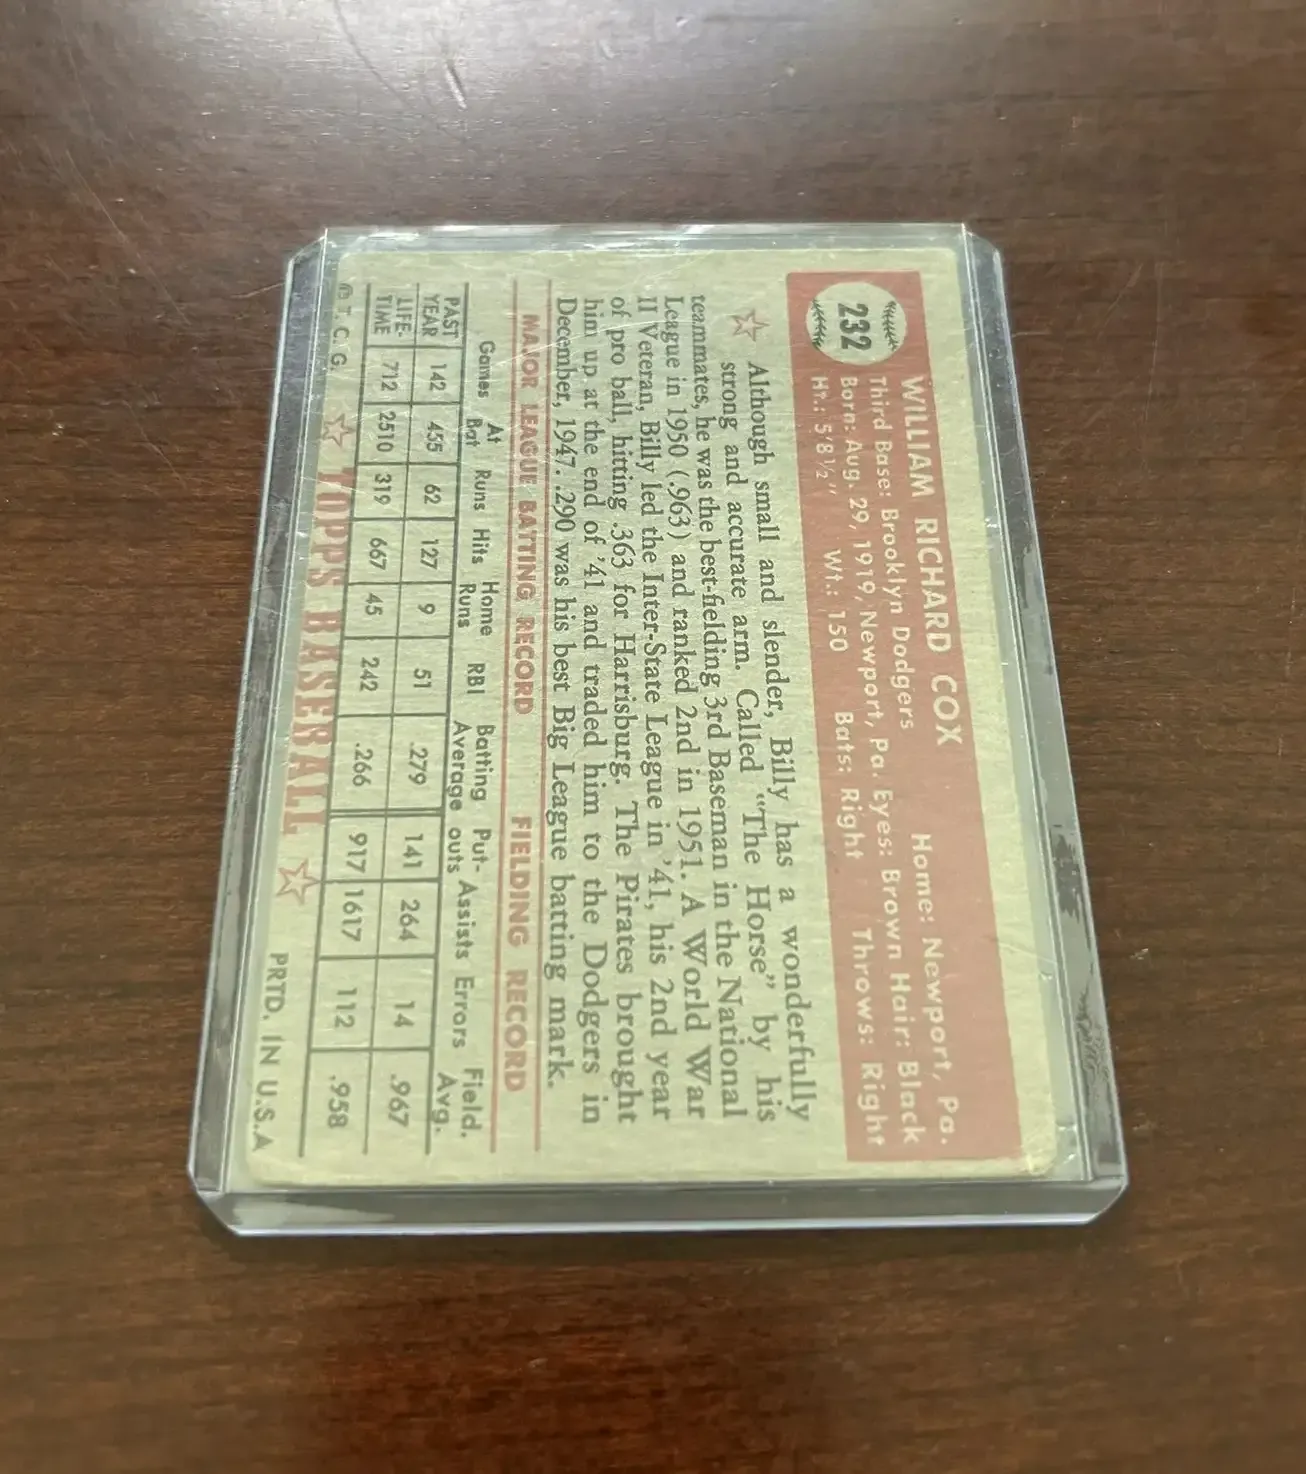 232
WILLIAM RICHARD COX Home: Newport, Pa.
Third Base: Brooklyn Dodgers
Born: Aug. 29, 1919, Newport, Pa. Eyes: Brown Hair: Black
Ht.: 5'8½" Wt.: 150 Bats: Right Throws: Right
Although small and slender, Billy has a wonderfully
strong and accurate arm. Called "The Horse" by his
teammates, he was the best-fielding 3rd Baseman in the National
League in 1950 (.963) and ranked 2nd in 1951. A World War
II Veteran, Billy led the Inter-State League in '41, his 2nd year
of pro ball, hitting .363 for Harrisburg. The Pirates brought
him up at the end of '41 and traded him to the Dodgers in
December, 1947. .290 was his best Big League batting mark.
MAJOR LEAGUE BATTING RECORD FIELDING RECORD
Games At Bat Runs Hits Home Runs RBI Batting Average Put-outs Assists Errors Field. Avg.
PAST YEAR 142 455 62 127 9 51 .279 141 264 14 .967
LIFE-TIME 712 2510 319 667 45 242 .266 917 1617 112 .958
© T. C. G. TOPPS BASEBALL PRTD. IN U.S.A